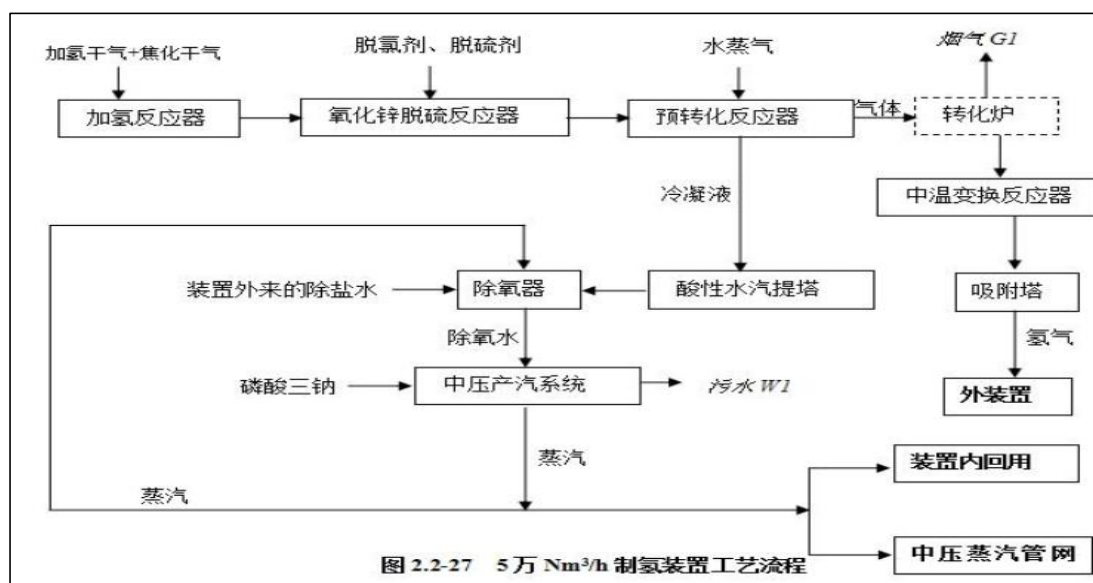 加氢干气+焦化干气
脱氯剂、脱硫剂
水蒸气
烟气 G1
加氢反应器
氧化锌脱硫反应器
预转化反应器
气体
转化炉
冷凝液
中温变换反应器
装置外来的除盐水
除氧器
酸性水汽提塔
吸附塔
除氧水
氢气
磷酸三钠
中压产汽系统
污水 W1
外装置
蒸汽
装置内回用
蒸汽
中压蒸汽管网
图 2.2-27 5 万 Nm³/h 制氢装置工艺流程